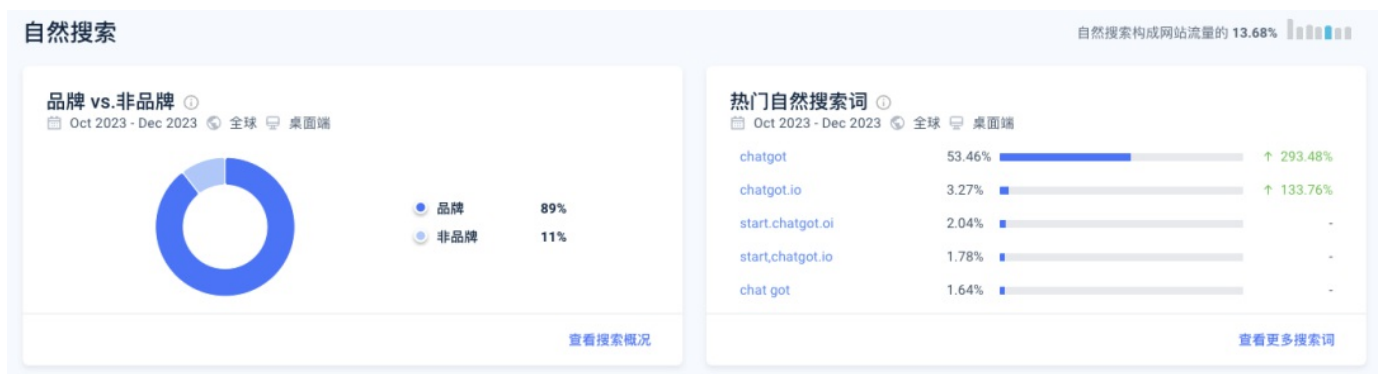 自然搜索
自然搜索构成网站流量的 13.68%
品牌 vs.非品牌
Oct 2023 - Dec 2023 全球 桌面端
品牌 89%
非品牌 11%
查看搜索概况
热门自然搜索词
Oct 2023 - Dec 2023 全球 桌面端
chatgot 53.46% ↑ 293.48%
chatgot.io 3.27% ↑ 133.76%
start.chatgot.oi 2.04% -
start,chatgot.io 1.78% -
chat got 1.64% -
查看更多搜索词